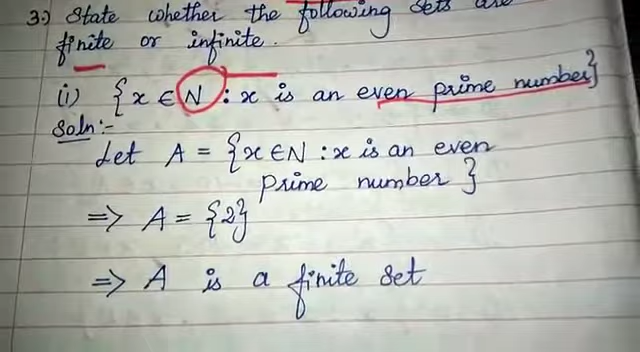 3.) State whether the following sets are
finite or infinite.
(i) {x ∈ N : x is an even prime number}
Soln:-
Let A = {x ∈ N : x is an even
prime number}
=> A = {2}
=> A is a finite set